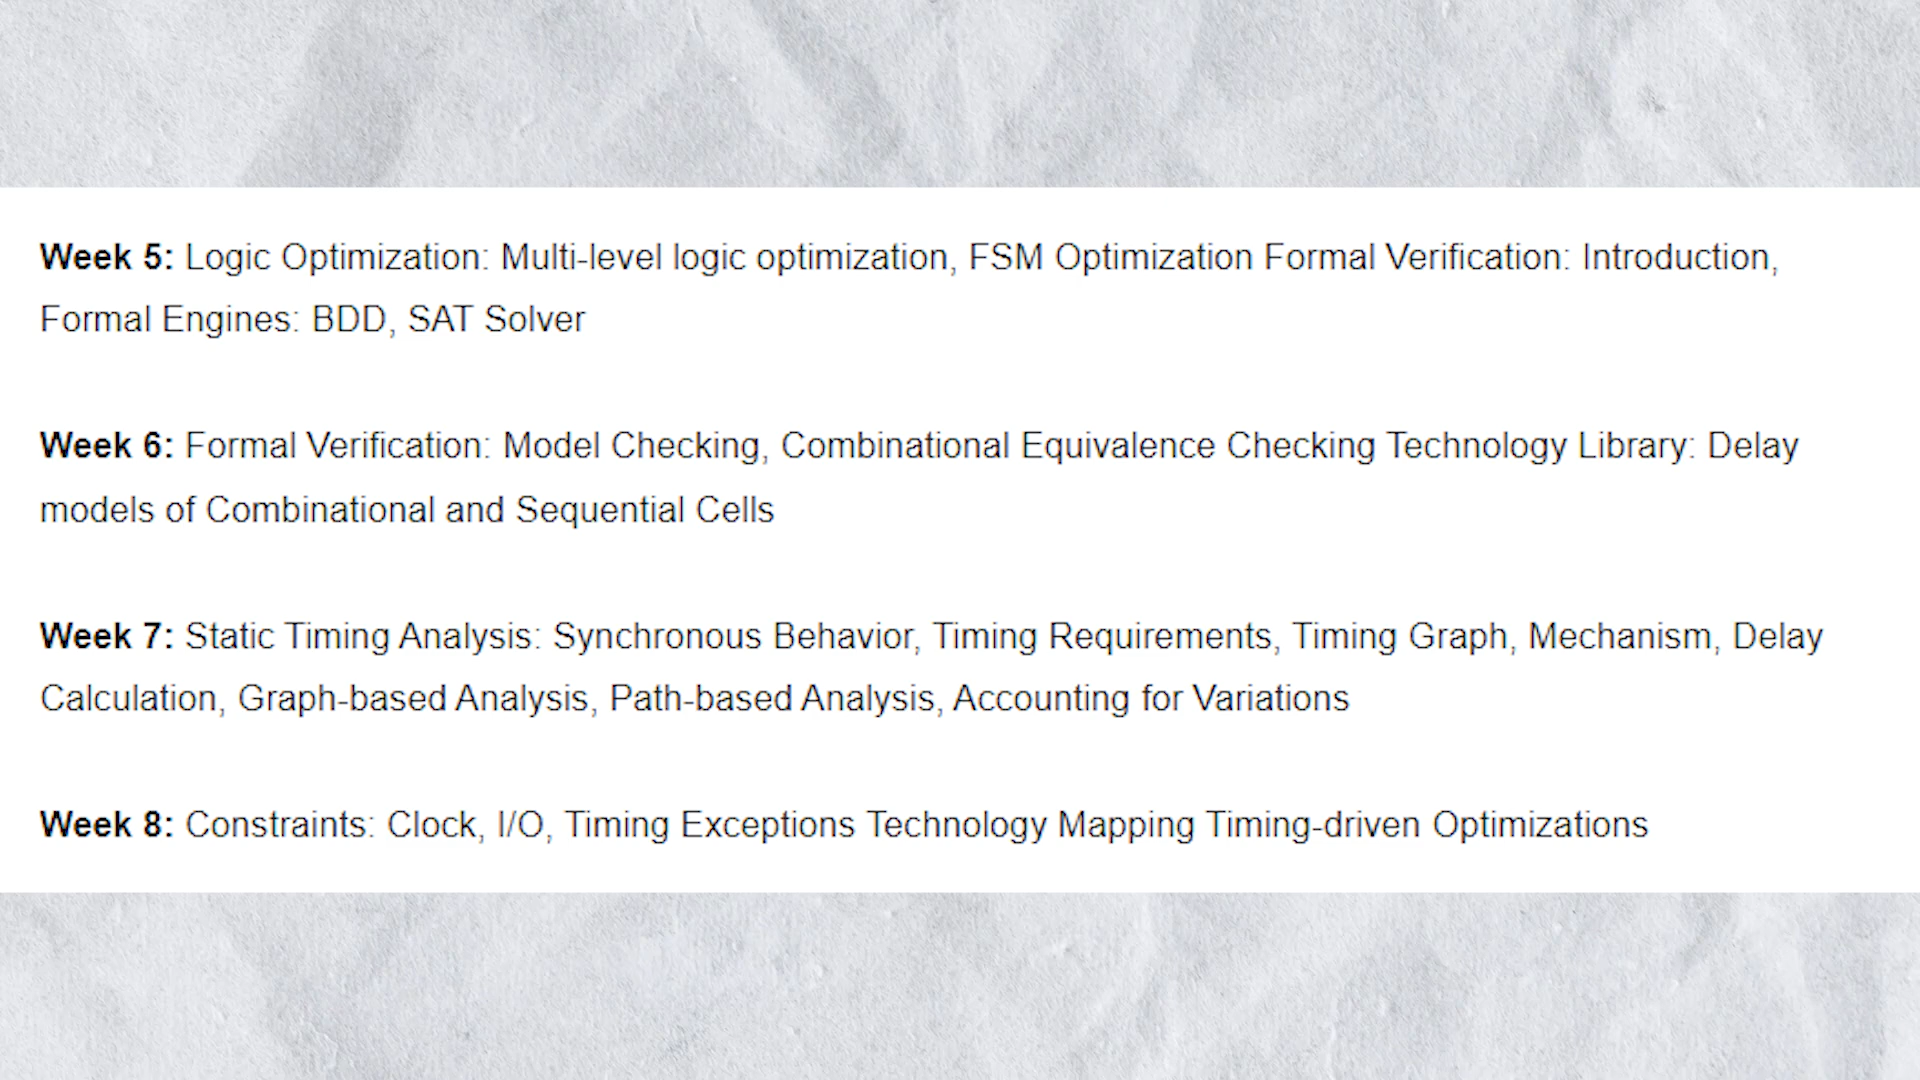 Week 5: Logic Optimization: Multi-level logic optimization, FSM Optimization Formal Verification: Introduction,
Formal Engines: BDD, SAT Solver
Week 6: Formal Verification: Model Checking, Combinational Equivalence Checking Technology Library: Delay
models of Combinational and Sequential Cells
Week 7: Static Timing Analysis: Synchronous Behavior, Timing Requirements, Timing Graph, Mechanism, Delay
Calculation, Graph-based Analysis, Path-based Analysis, Accounting for Variations
Week 8: Constraints: Clock, I/O, Timing Exceptions Technology Mapping Timing-driven Optimizations